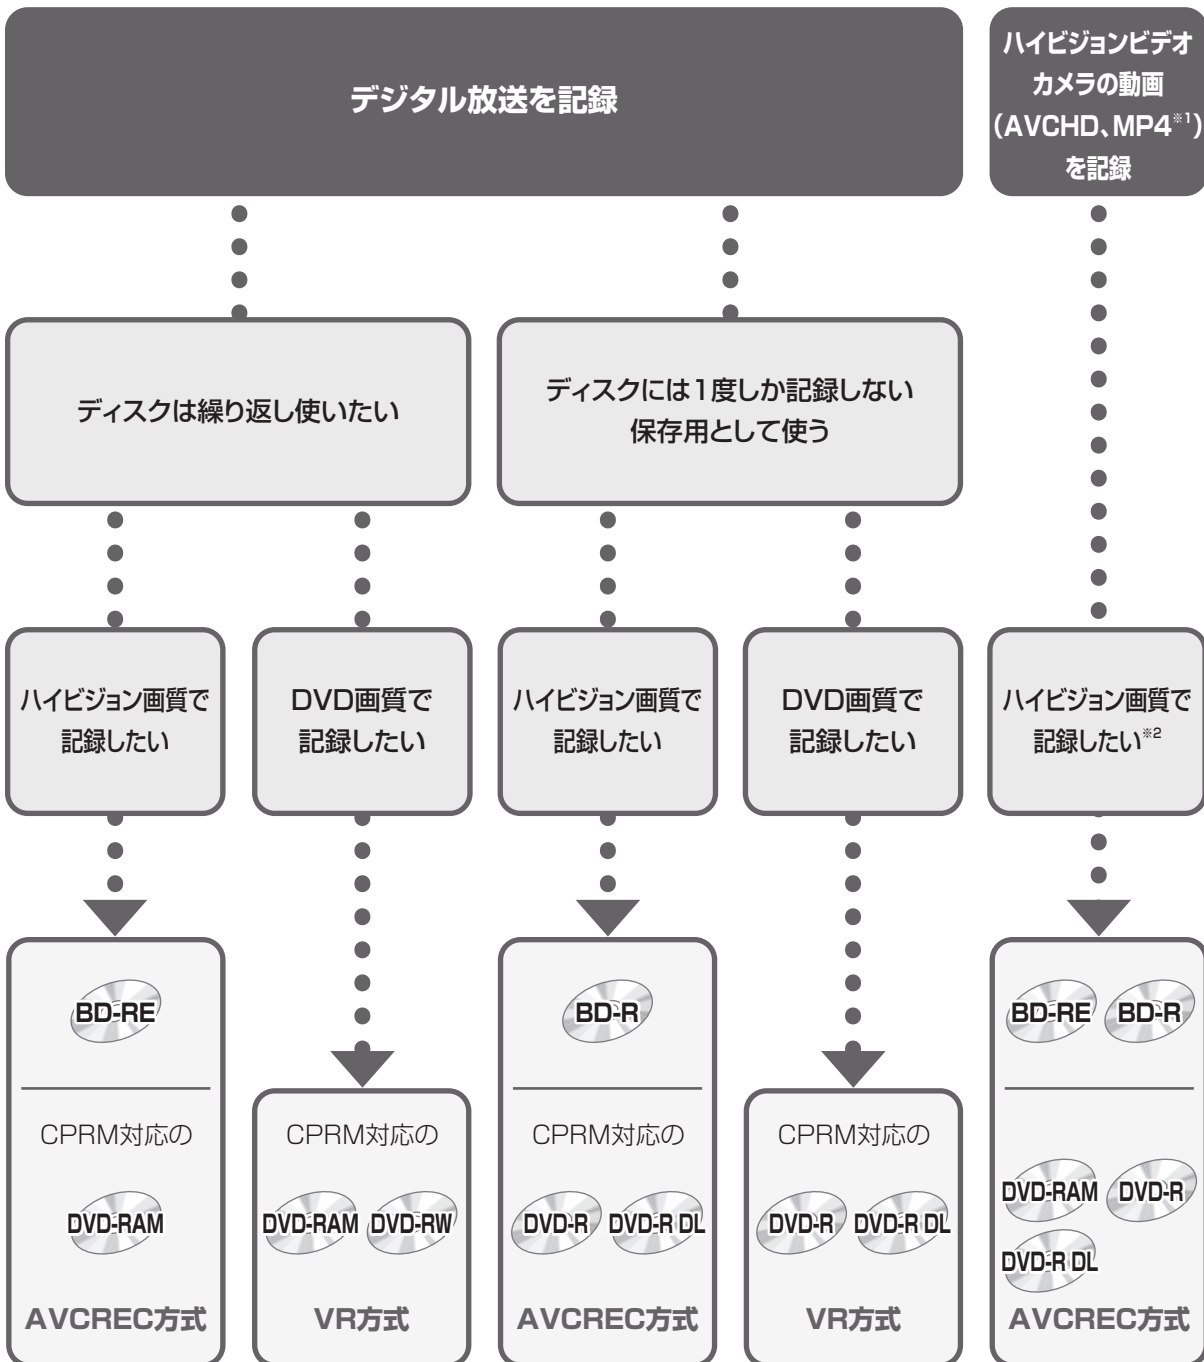 デジタル放送を記録
ハイビジョンビデオ
カメラの動画
(AVCHD、MP4※1)
を記録
ディスクは繰り返し使いたい
ディスクには1度しか記録しない
保存用として使う
ハイビジョン画質で
記録したい
DVD画質で
記録したい
ハイビジョン画質で
記録したい
DVD画質で
記録したい
ハイビジョン画質で
記録したい※2
BD-RE
CPRM対応の
DVD-RAM
AVCREC方式
CPRM対応の
DVD-RAM DVD-RW
VR方式
BD-R
CPRM対応の
DVD-R DVD-R DL
AVCREC方式
CPRM対応の
DVD-R DVD-R DL
VR方式
BD-RE BD-R
DVD-RAM DVD-R
DVD-R DL
AVCREC方式